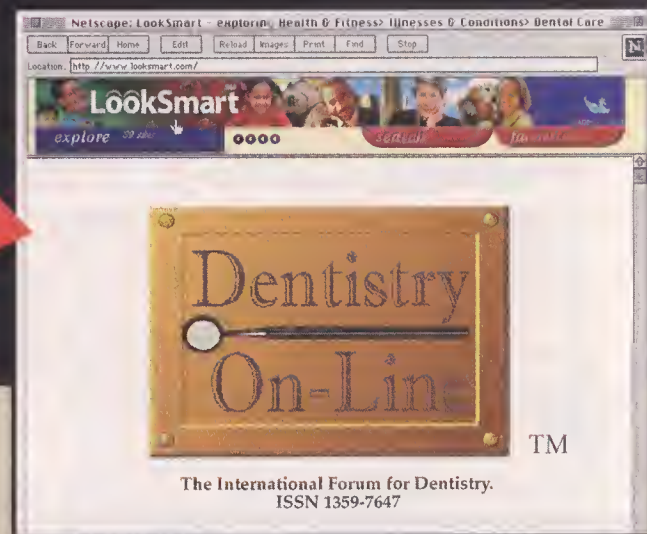 Netscape: LookSmart - exploring Health & Fitness> Illnesses & Conditions> Dental Care
Back Forward Home Edit Reload Images Print Find Stop
N
Location: http://www.looksmart.com/
LookSmart
explore search
Dentistry
On-Line
TM
The International Forum for Dentistry.
ISSN 1359-7647